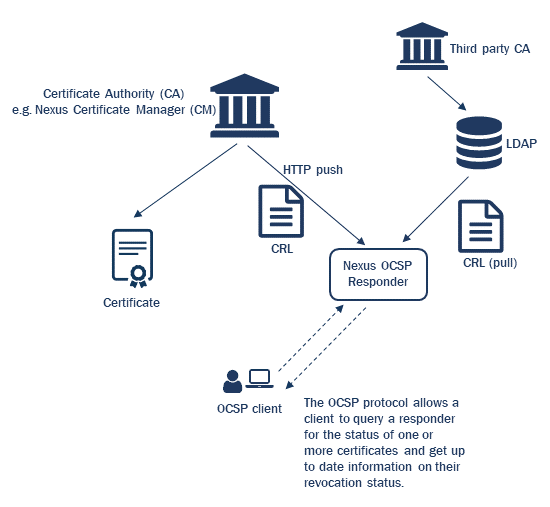 Third party CA
Certificate Authority (CA)
e.g. Nexus Certificate Manager (CM)
LDAP
HTTP push
CRL
CRL (pull)
Nexus OCSP
Responder
Certificate
OCSP client
The OCSP protocol allows a
client to query a responder
for the status of one or
more certificates and get up
to date information on their
revocation status.